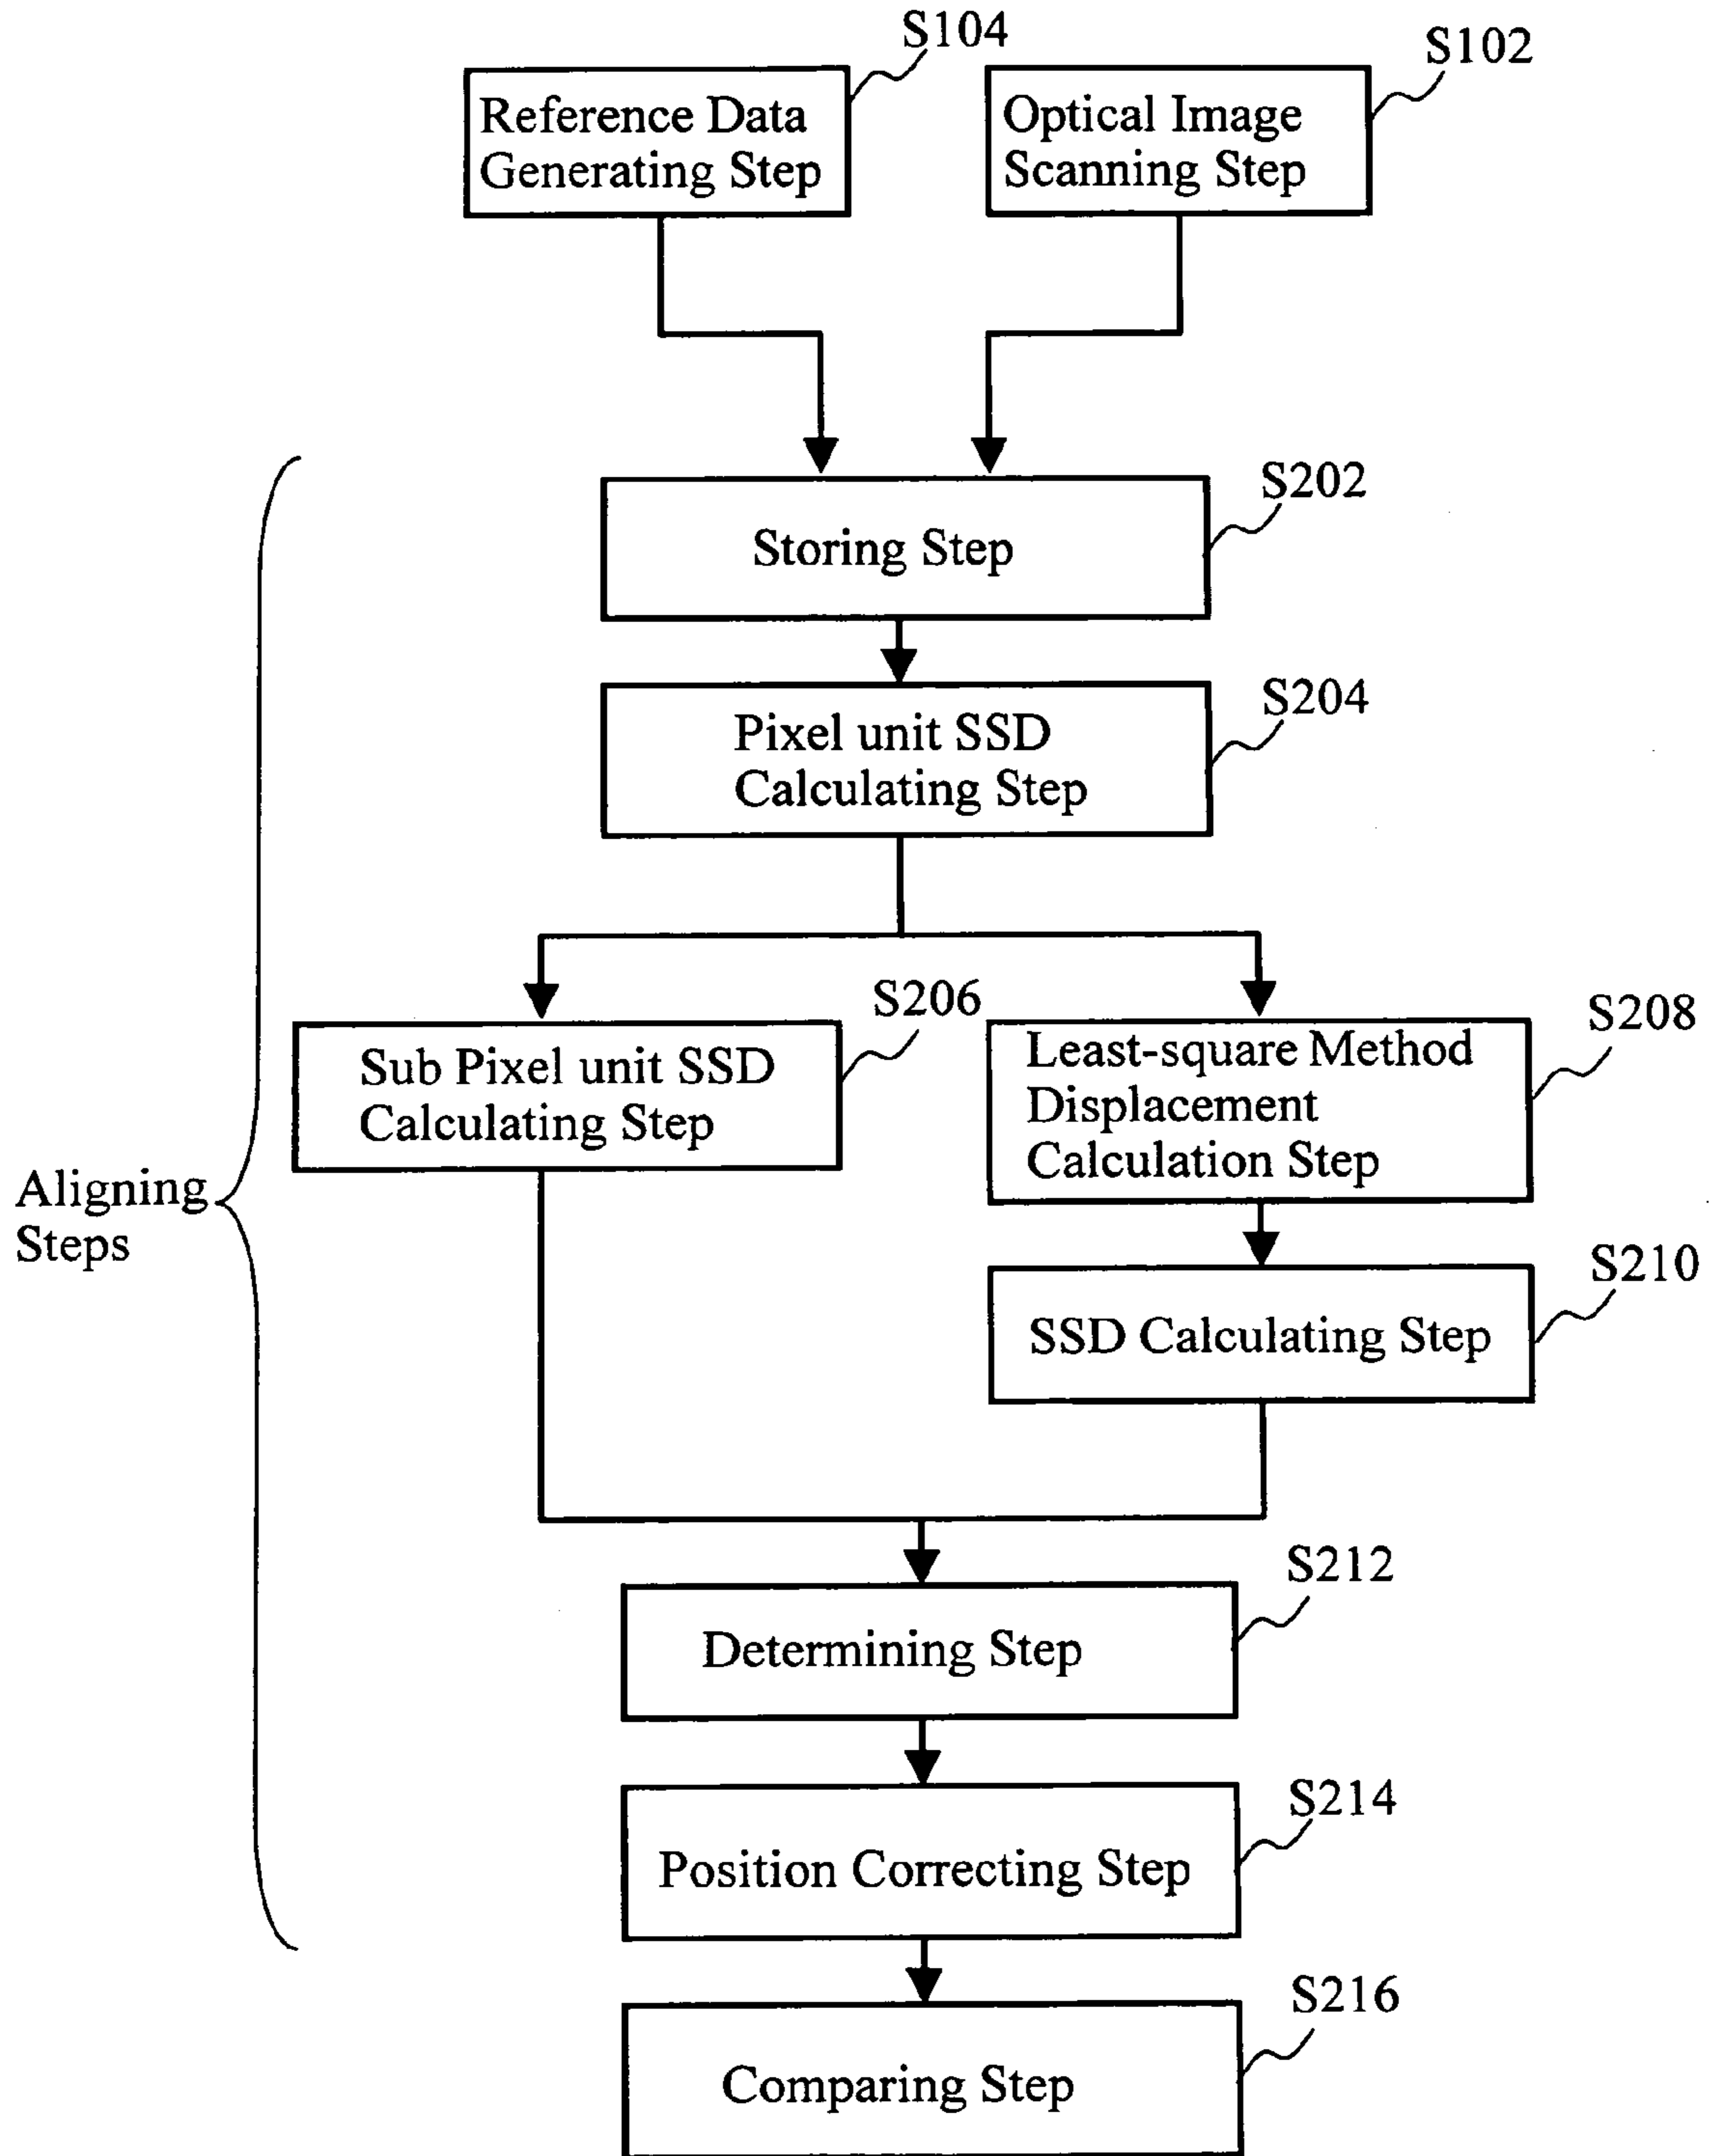 S104
Reference Data
Generating Step
S102
Optical Image
Scanning Step
S202
Storing Step
S204
Pixel unit SSD
Calculating Step
S206
Sub Pixel unit SSD
Calculating Step
S208
Least-square Method
Displacement
Calculation Step
Aligning
Steps
S210
SSD Calculating Step
S212
Determining Step
S214
Position Correcting Step
S216
Comparing Step